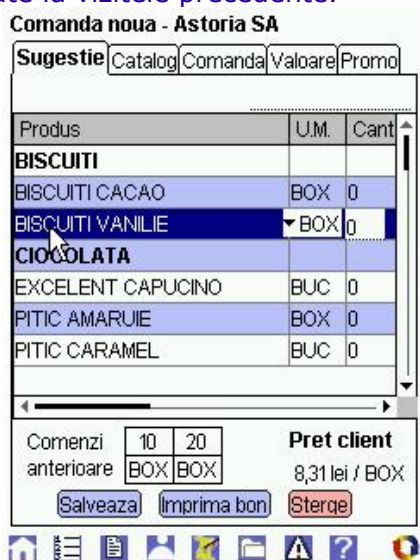 Comanda noua - Astoria SA
Sugestie Catalog Comanda Valoare Promo
Produs U.M. Cant
BISCUITI
BISCUITI CACAO BOX 0
BISCUITI VANILIE BOX 0
CIOCOLATA
EXCELENT CAPUCINO BUC 0
PITIC AMARUIE BOX 0
PITIC CARAMEL BUC 0
Comenzi 10 20 Pret client
anterioare BOX BOX 8,31 lei / BOX
Salveaza Imprima bon Sterge